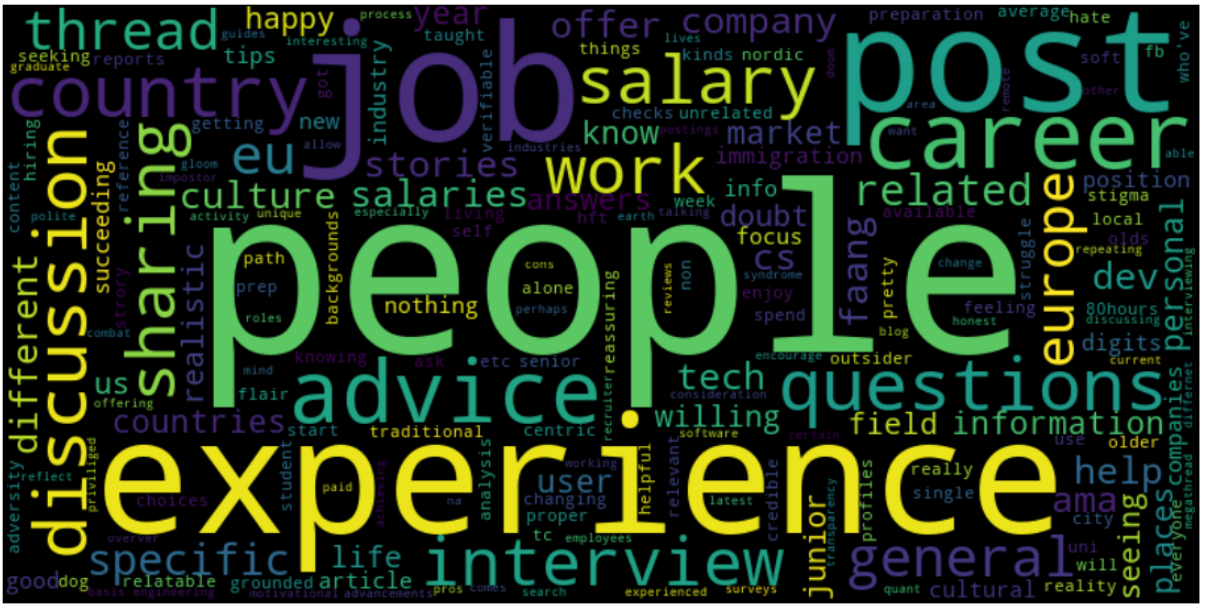 people
experience
job
post
country
career
salary
work
advice
questions
discussion
sharing
interview
europe
thread
general
specific
salaries
culture
related
stories
eu
company
offer
year
happy
tips
seeking
graduate
guides
reports
interesting
process
taught
industry
got
new
getting
hiring
content
polite
reference
succeeding
different
realistic
allow
gloom
impostor
activity
unique
especially
living
self
answers
hft
week
earth
talking
info
immigration
doubt
focus
cs
faang
available
know
market
checks
unrelated
things
kinds
nordic
verifiable
postings
industries
lives
preparation
average
hate
fb
soft
other
who've
doom
remote
area
want
able
position
stigma
local
olds
repeating
interviewing
personal
dev
80hours
digits
discussing
current
struggle
feeling
change
honest
pretty
blog
enjoy
spend
syndrome
non
reviews
cons
alone
perhaps
path
prep
roles
backgrounds
nothing
knowing
mind
flair
ask
etc
senior
reassuring
recruiter
encourage
outsider
consideration
us
offering
combat
strory
countries
start
traditional
centric
tech
willing
field
information
use
older
companies
differnet
megathread
everyone
places
help
ama
city
uni
will
reality
seeing
cultural
single
really
certain
software
latest
relevant
credible
profiles
transparency
junior
quant
surveys
experienced
employees
search
tc
proper
changing
user
working
helpful
analysis
achieving
na
paid
student
choices
adversity
reflect
priviliged
overver
life
article
grounded
relatable
good
dog
basis
engineering
motivational
advancements
pros
comes